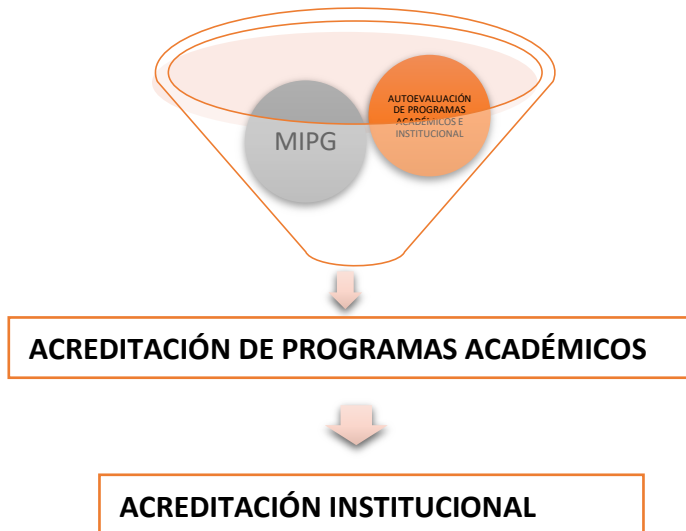 AUTOEVALUACIÓN
DE PROGRAMAS
ACADÉMICOS E
INSTITUCIONAL
MIPG
ACREDITACIÓN DE PROGRAMAS ACADÉMICOS
ACREDITACIÓN INSTITUCIONAL